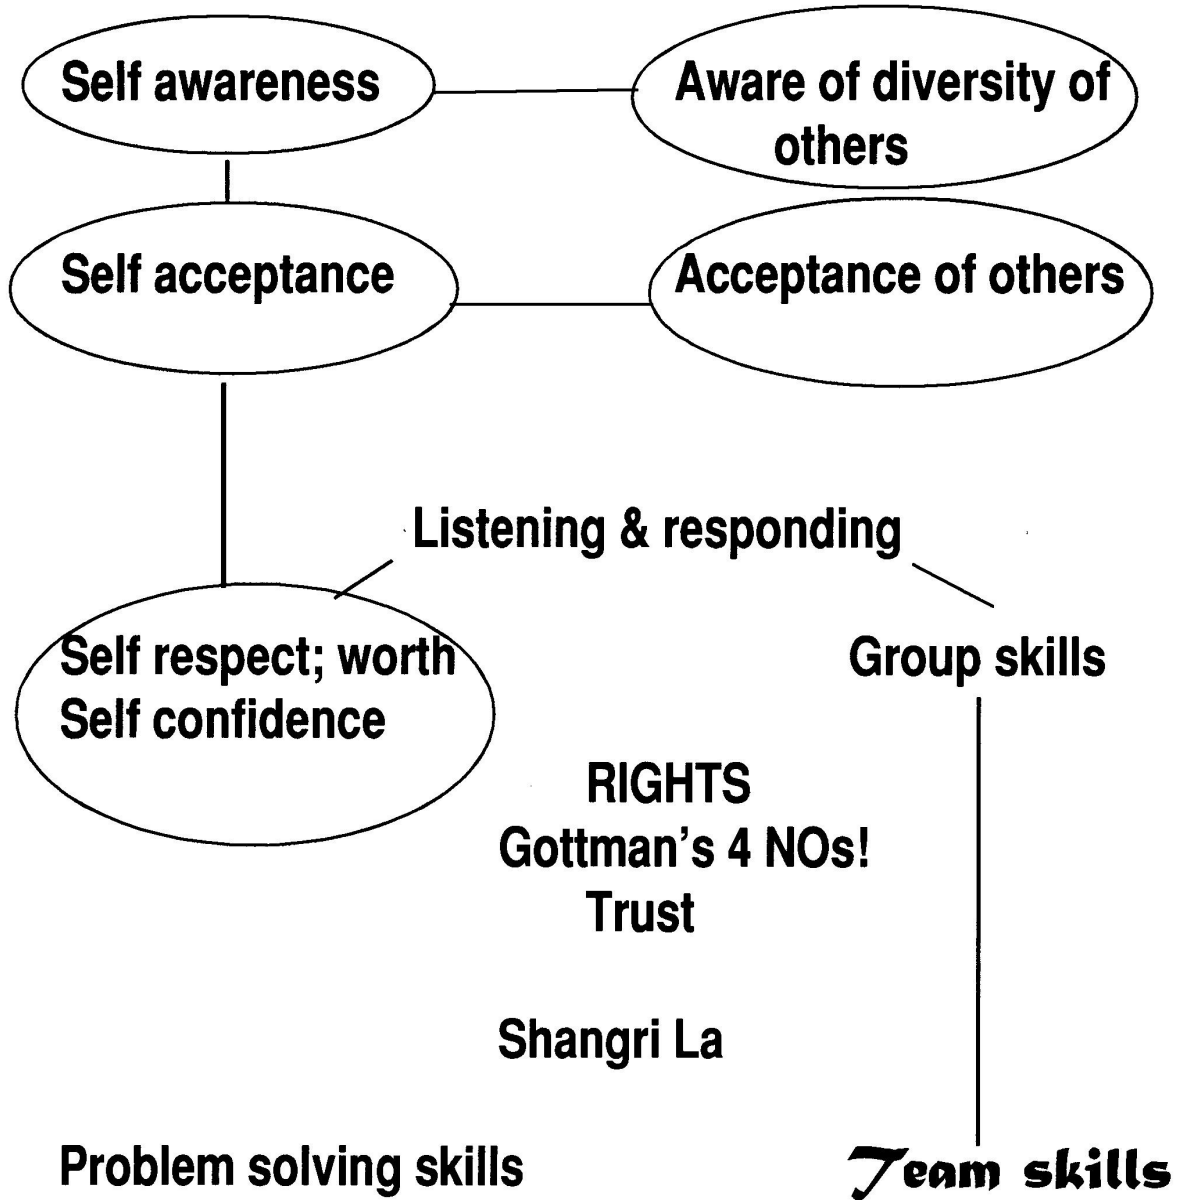 Self awareness
Aware of diversity of
others
Self acceptance
Acceptance of others
Listening & responding
Self respect; worth
Self confidence
Group skills
RIGHTS
Gottman's 4 NOs!
Trust
Shangri La
Problem solving skills
Team skills